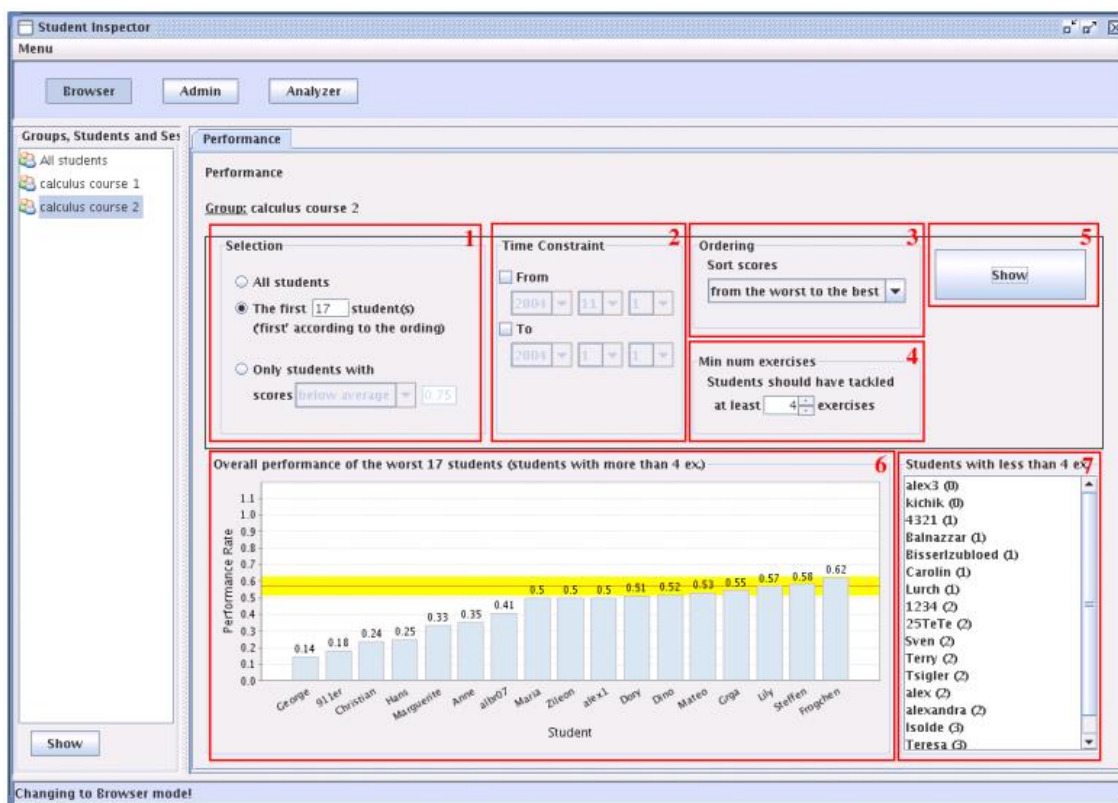 Student Inspector
Menu
Browser Admin Analyzer
Groups, Students and Ses
All students
calculus course 1
calculus course 2
Show
Performance
Performance
Group: calculus course 2
Selection 1
All students
The first 17 student(s)
('first' according to the ording)
Only students with
scores below average 0.75
Time Constraint 2
From
2004 11 1
To
2004 1 1
Ordering 3
Sort scores
from the worst to the best
Min num exercises 4
Students should have tackled
at least 4 exercises
5
Show
Overall performance of the worst 17 students (students with more than 4 ex.) 6
Performance Rate
1.1
1.0
0.9
0.8
0.7
0.6
0.5
0.4
0.3
0.2
0.1
0.0
0.14 0.18 0.24 0.25 0.33 0.35 0.41 0.5 0.5 0.5 0.51 0.52 0.53 0.55 0.57 0.58 0.62
George 911er Christian Hans Marguerite Anne albr07 Maria Zileon alex1 Dory Dino Mateo Grga Lily Steffen Frogchen
Student
Students with less than 4 ex. 7
alex3 (0)
kichik (0)
4321 (1)
Balnazzar (1)
Bisserlzubloed (1)
Carolin (1)
Lurch (1)
1234 (2)
25TeTe (2)
Sven (2)
Terry (2)
Tsigler (2)
alex (2)
alexandra (2)
Isolde (3)
Teresa (3)
Changing to Browser mode!